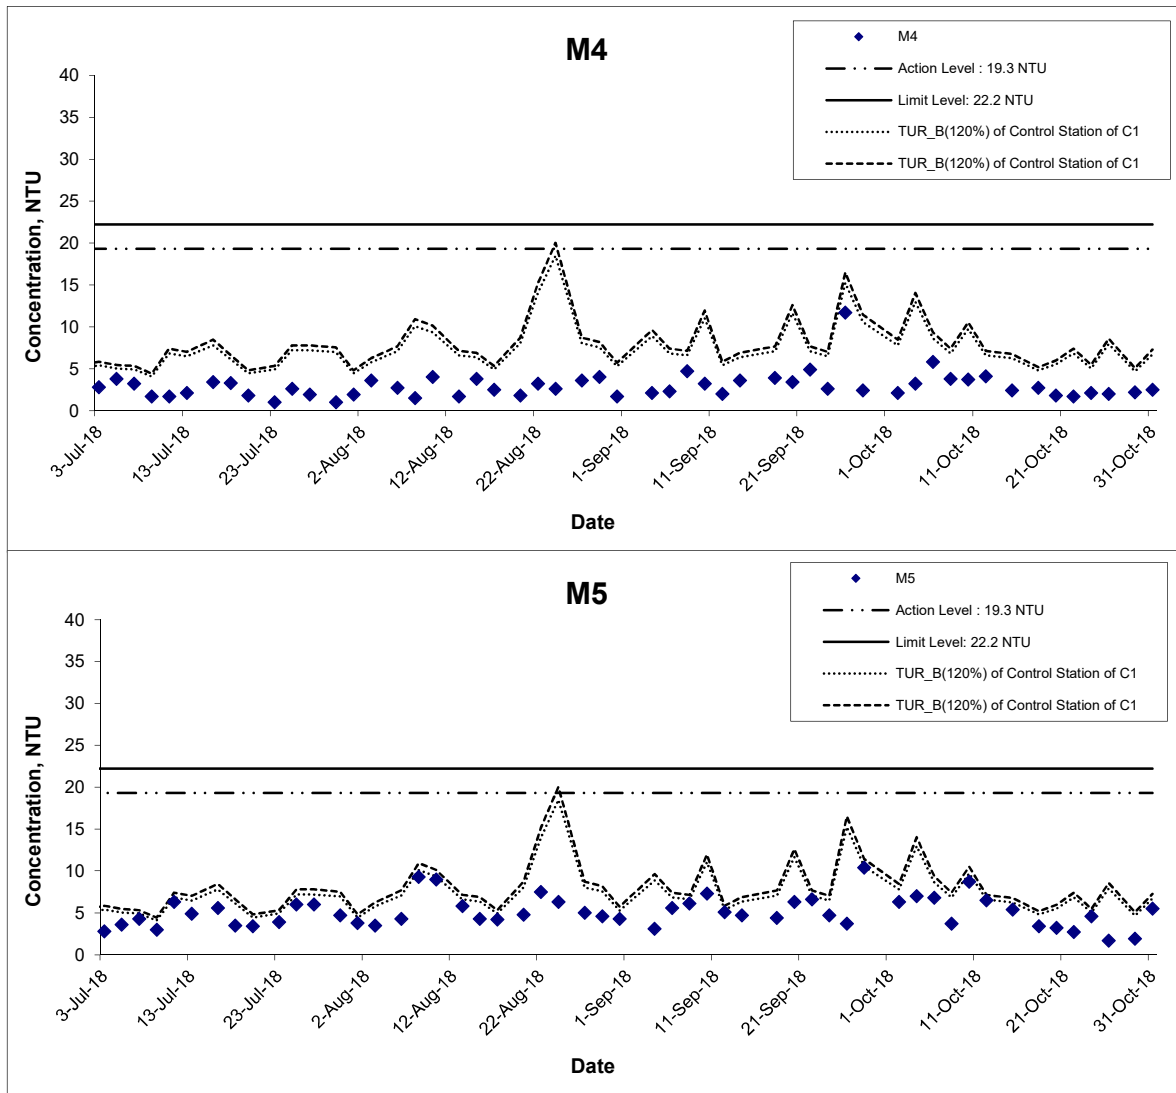 M4
M4
Action Level : 19.3 NTU
Limit Level: 22.2 NTU
TUR_B(120%) of Control Station of C1
TUR_B(120%) of Control Station of C1
Concentration, NTU
40
35
30
25
20
15
10
5
0
3-Jul-18
13-Jul-18
23-Jul-18
2-Aug-18
12-Aug-18
22-Aug-18
1-Sep-18
11-Sep-18
21-Sep-18
1-Oct-18
11-Oct-18
21-Oct-18
31-Oct-18
Date
M5
M5
Action Level : 19.3 NTU
Limit Level: 22.2 NTU
TUR_B(120%) of Control Station of C1
TUR_B(120%) of Control Station of C1
Concentration, NTU
40
35
30
25
20
15
10
5
0
3-Jul-18
13-Jul-18
23-Jul-18
2-Aug-18
12-Aug-18
22-Aug-18
1-Sep-18
11-Sep-18
21-Sep-18
1-Oct-18
11-Oct-18
21-Oct-18
31-Oct-18
Date